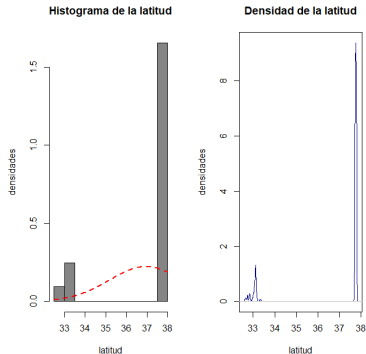 Histograma de la latitud
densidades
0.0
0.5
1.0
1.5
33 34 35 36 37 38
latitud
Densidad de la latitud
densidades
0
2
4
6
8
33 34 35 36 37 38
latitud